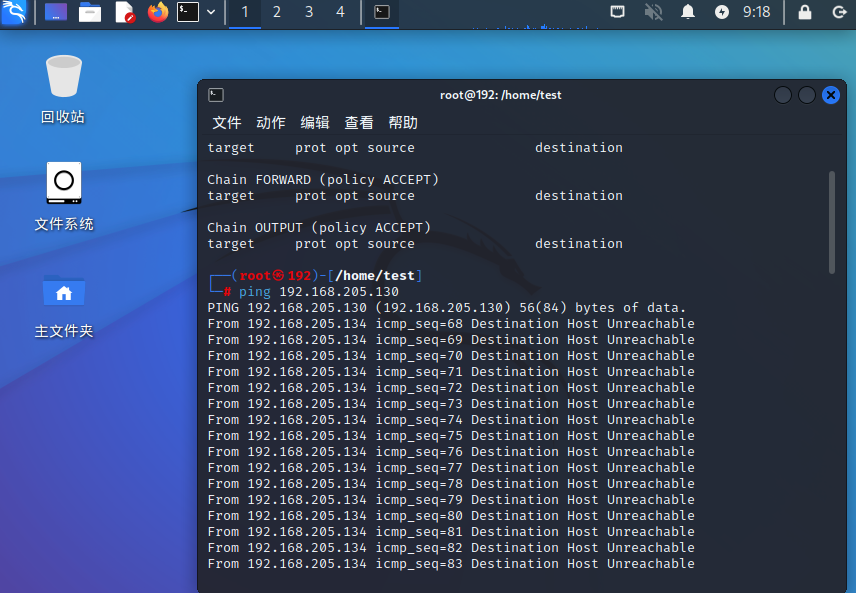 1 2 3 4 9:18
回收站
文件系统
主文件夹
root@192: /home/test
文件 动作 编辑 查看 帮助
target     prot opt source               destination
Chain FORWARD (policy ACCEPT)
target     prot opt source               destination
Chain OUTPUT (policy ACCEPT)
target     prot opt source               destination
┌──(root㉿192)-[/home/test]
└─# ping 192.168.205.130
PING 192.168.205.130 (192.168.205.130) 56(84) bytes of data.
From 192.168.205.134 icmp_seq=68 Destination Host Unreachable
From 192.168.205.134 icmp_seq=69 Destination Host Unreachable
From 192.168.205.134 icmp_seq=70 Destination Host Unreachable
From 192.168.205.134 icmp_seq=71 Destination Host Unreachable
From 192.168.205.134 icmp_seq=72 Destination Host Unreachable
From 192.168.205.134 icmp_seq=73 Destination Host Unreachable
From 192.168.205.134 icmp_seq=74 Destination Host Unreachable
From 192.168.205.134 icmp_seq=75 Destination Host Unreachable
From 192.168.205.134 icmp_seq=76 Destination Host Unreachable
From 192.168.205.134 icmp_seq=77 Destination Host Unreachable
From 192.168.205.134 icmp_seq=78 Destination Host Unreachable
From 192.168.205.134 icmp_seq=79 Destination Host Unreachable
From 192.168.205.134 icmp_seq=80 Destination Host Unreachable
From 192.168.205.134 icmp_seq=81 Destination Host Unreachable
From 192.168.205.134 icmp_seq=82 Destination Host Unreachable
From 192.168.205.134 icmp_seq=83 Destination Host Unreachable